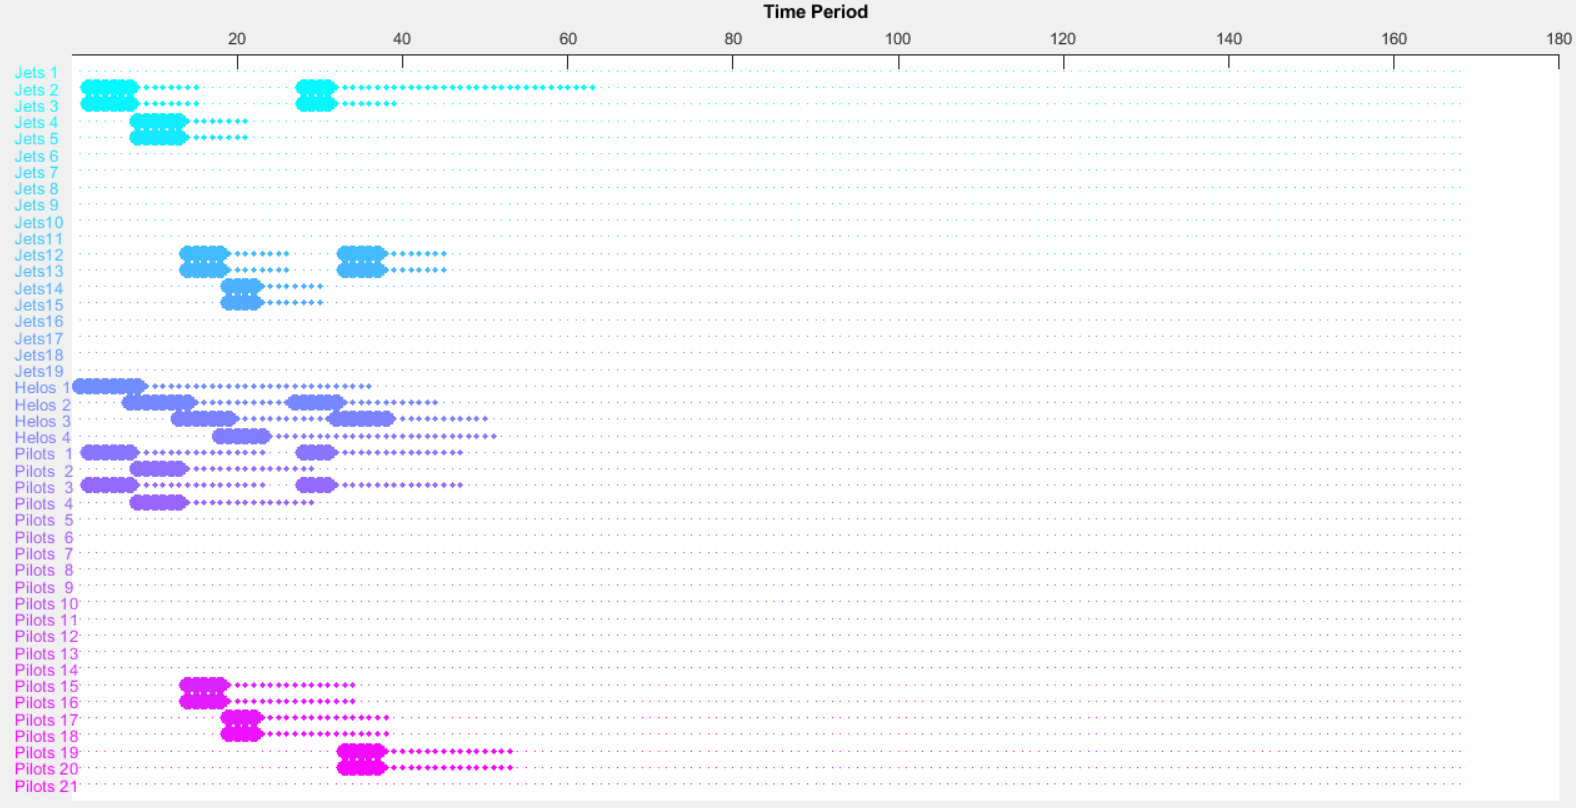 Time Period
20 40 60 80 100 120 140 160 180
Jets 1
Jets 2
Jets 3
Jets 4
Jets 5
Jets 6
Jets 7
Jets 8
Jets 9
Jets10
Jets11
Jets12
Jets13
Jets14
Jets15
Jets16
Jets17
Jets18
Jets19
Helos 1
Helos 2
Helos 3
Helos 4
Pilots 1
Pilots 2
Pilots 3
Pilots 4
Pilots 5
Pilots 6
Pilots 7
Pilots 8
Pilots 9
Pilots 10
Pilots 11
Pilots 12
Pilots 13
Pilots 14
Pilots 15
Pilots 16
Pilots 17
Pilots 18
Pilots 19
Pilots 20
Pilots 21